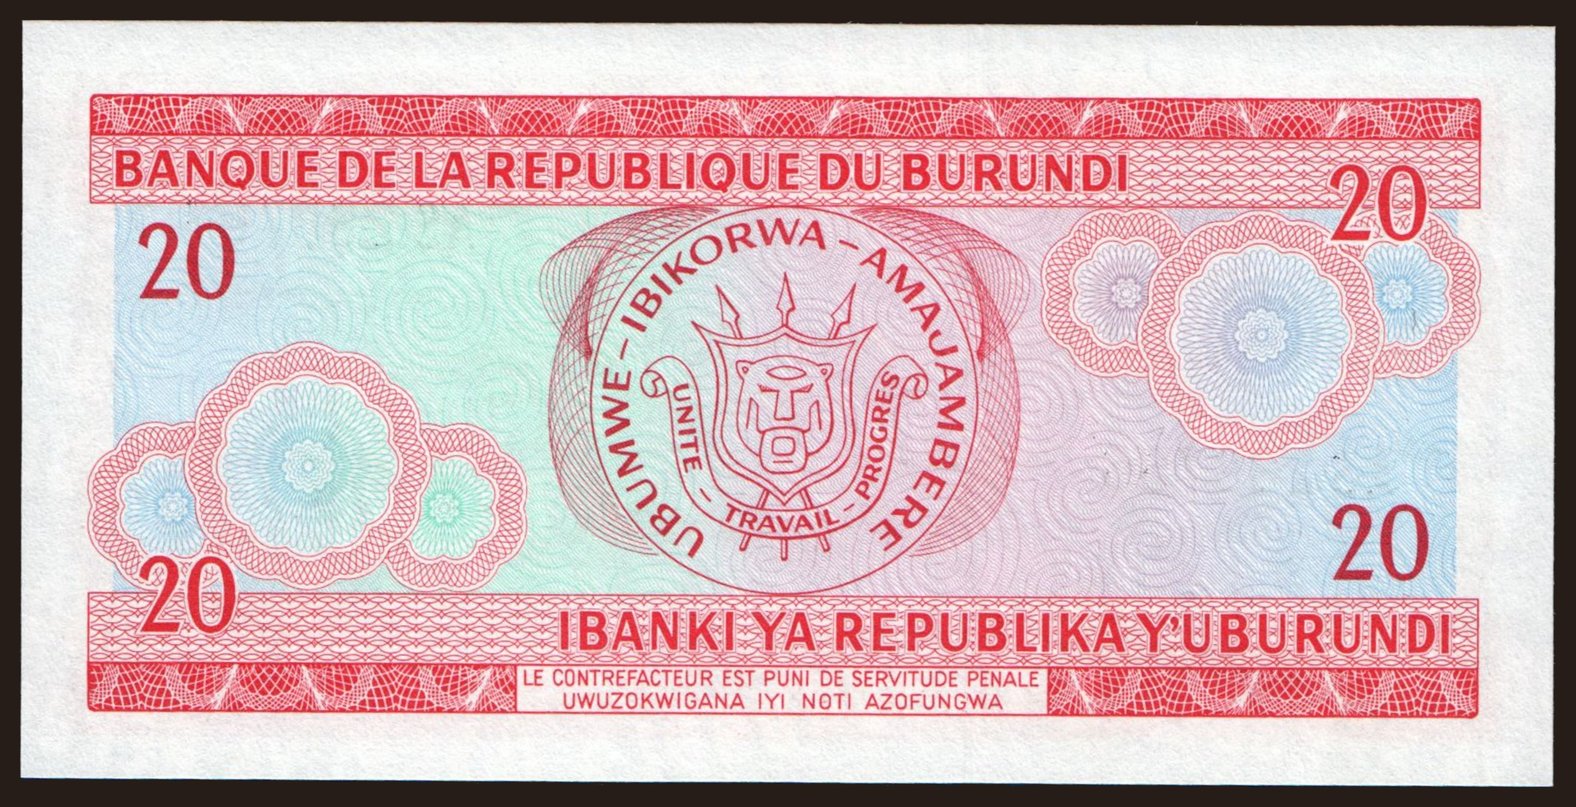 BANQUE DE LA REPUBLIQUE DU BURUNDI
20
20
UBUMWE - IBIKORWA - AMAJAMBERE
UNITE - TRAVAIL - PROGRES
20
20
IBANKI YA REPUBLIKA Y'UBURUNDI
LE CONTREFACTEUR EST PUNI DE SERVITUDE PENALE
UWUZOKWIGANA IYI NOTI AZOFUNGWA